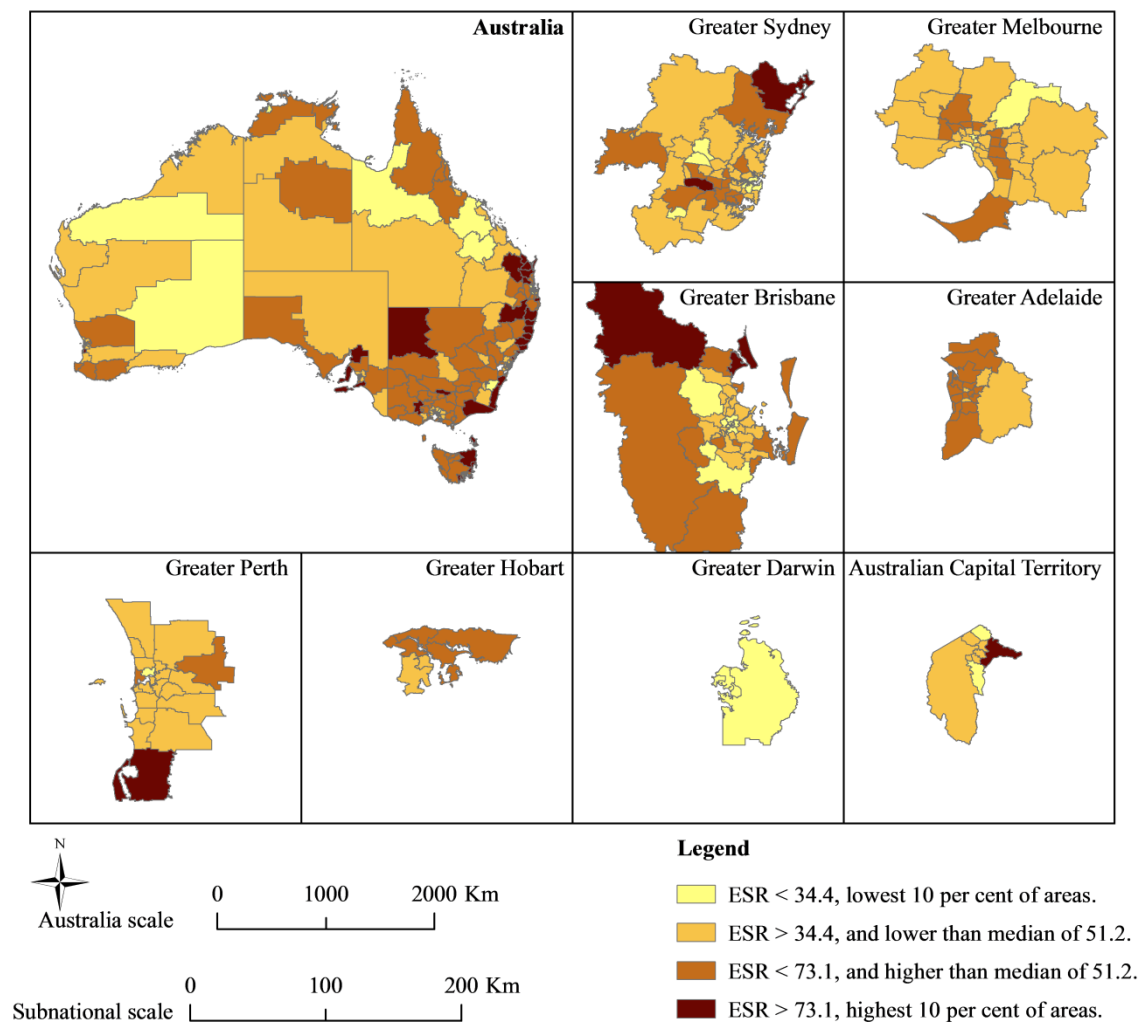 Australia
Greater Sydney
Greater Melbourne
Greater Brisbane
Greater Adelaide
Greater Perth
Greater Hobart
Greater Darwin
Australian Capital Territory
N
Australia scale
0 1000 2000 Km
Subnational scale
0 100 200 Km
Legend
ESR < 34.4, lowest 10 per cent of areas.
ESR > 34.4, and lower than median of 51.2.
ESR < 73.1, and higher than median of 51.2.
ESR > 73.1, highest 10 per cent of areas.